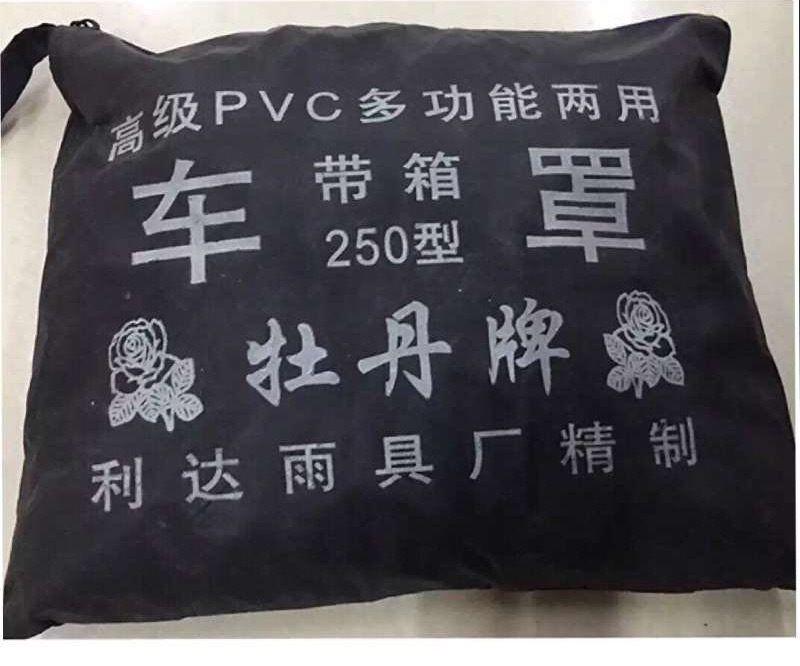 高级PVC多功能两用
车 带箱 罩
250型
牡丹牌
利达雨具厂精制